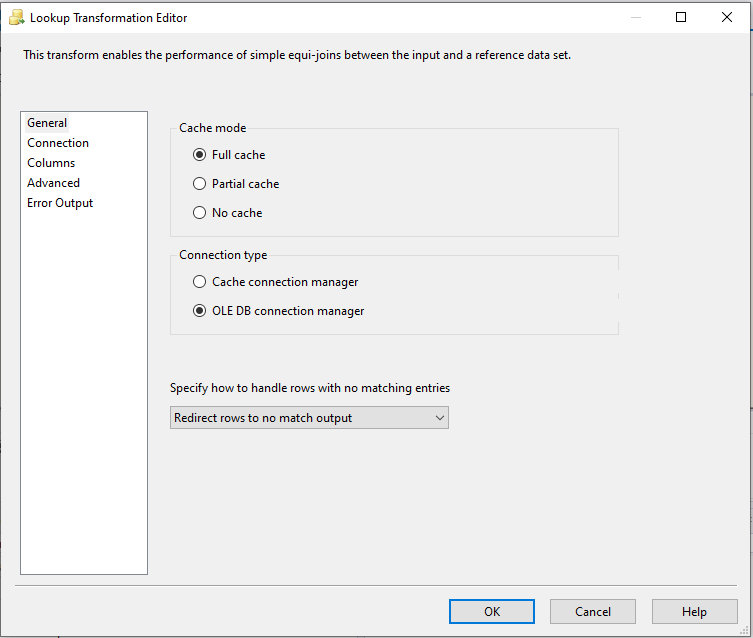 Lookup Transformation Editor
This transform enables the performance of simple equi-joins between the input and a reference data set.
General
Connection
Columns
Advanced
Error Output
Cache mode
Full cache
Partial cache
No cache
Connection type
Cache connection manager
OLE DB connection manager
Specify how to handle rows with no matching entries
Redirect rows to no match output
OK
Cancel
Help